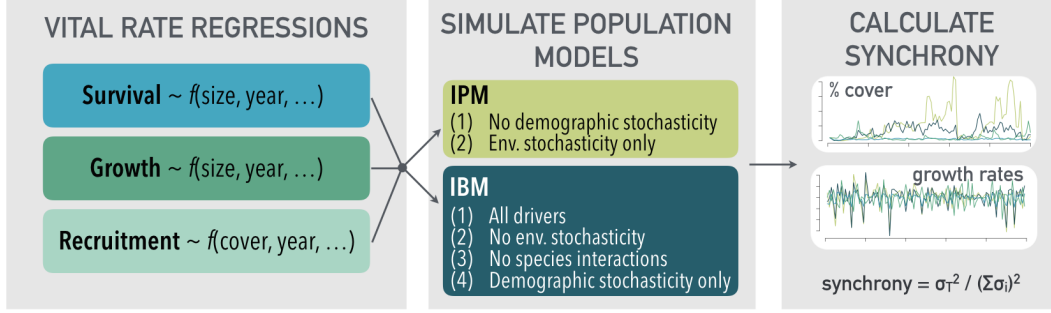 VITAL RATE REGRESSIONS
Survival ~ f(size, year, …)
Growth ~ f(size, year, …)
Recruitment ~ f(cover, year, …)
SIMULATE POPULATION
MODELS
IPM
(1) No demographic stochasticity
(2) Env. stochasticity only
IBM
(1) All drivers
(2) No env. stochasticity
(3) No species interactions
(4) Demographic stochasticity only
CALCULATE
SYNCHRONY
% cover
growth rates
synchrony = σT² / (Σσi)²